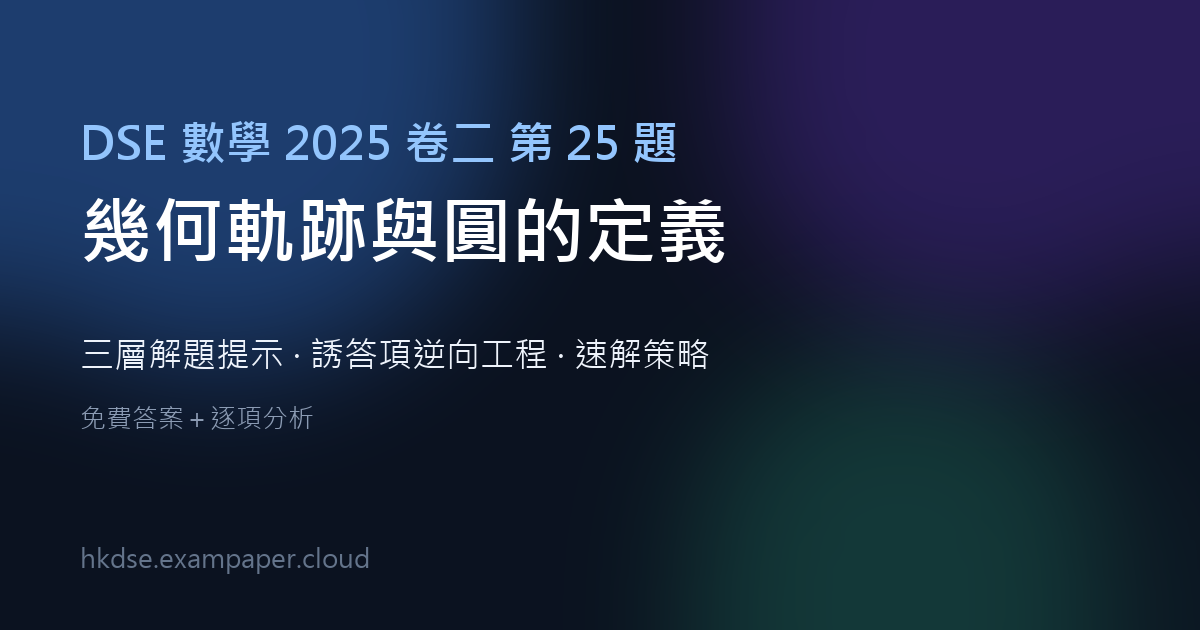 DSE 數學 2025 卷二 第 25 題
幾何軌跡與圓的定義
三層解題提示 · 誘答項逆向工程 · 速解策略
免費答案 + 逐項分析
hkdse.exampaper.cloud